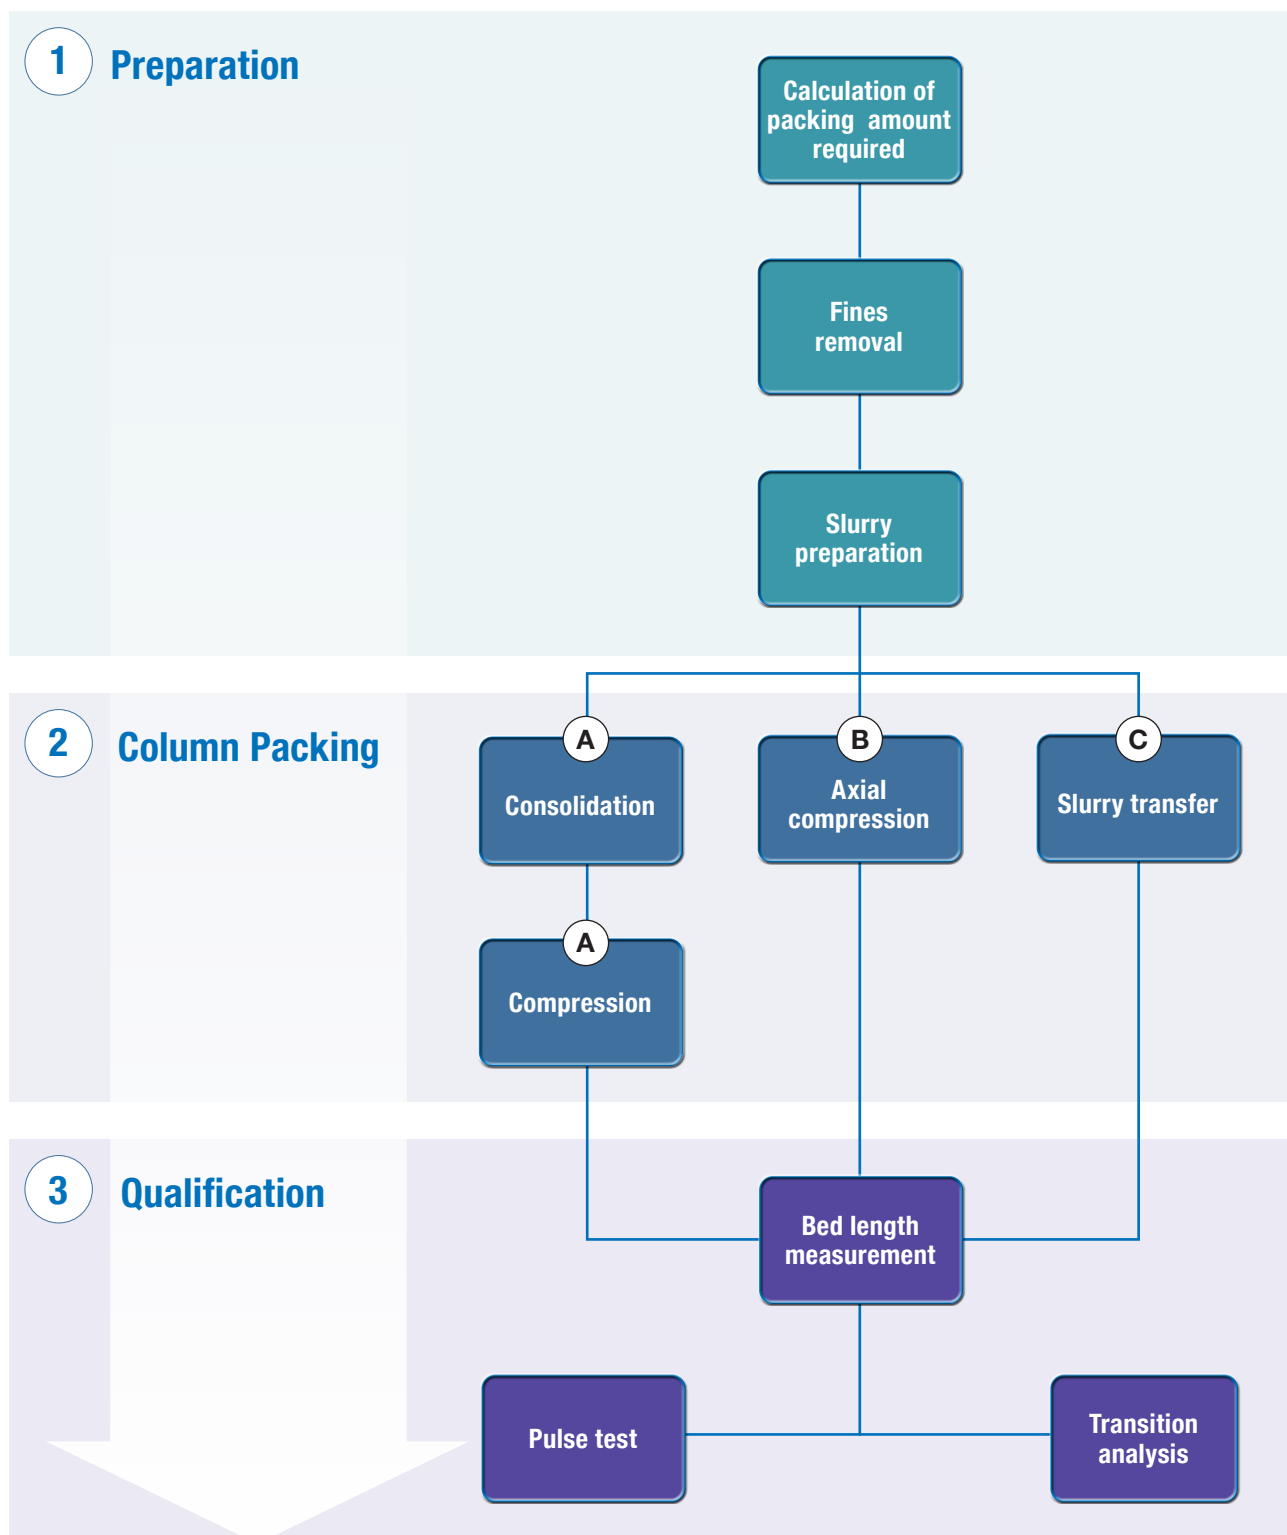 1 Preparation
Calculation of
packing amount
required
Fines
removal
Slurry
preparation
2 Column Packing
A
B
C
Consolidation
Axial
compression
Slurry transfer
A
Compression
3 Qualification
Bed length
measurement
Pulse test
Transition
analysis